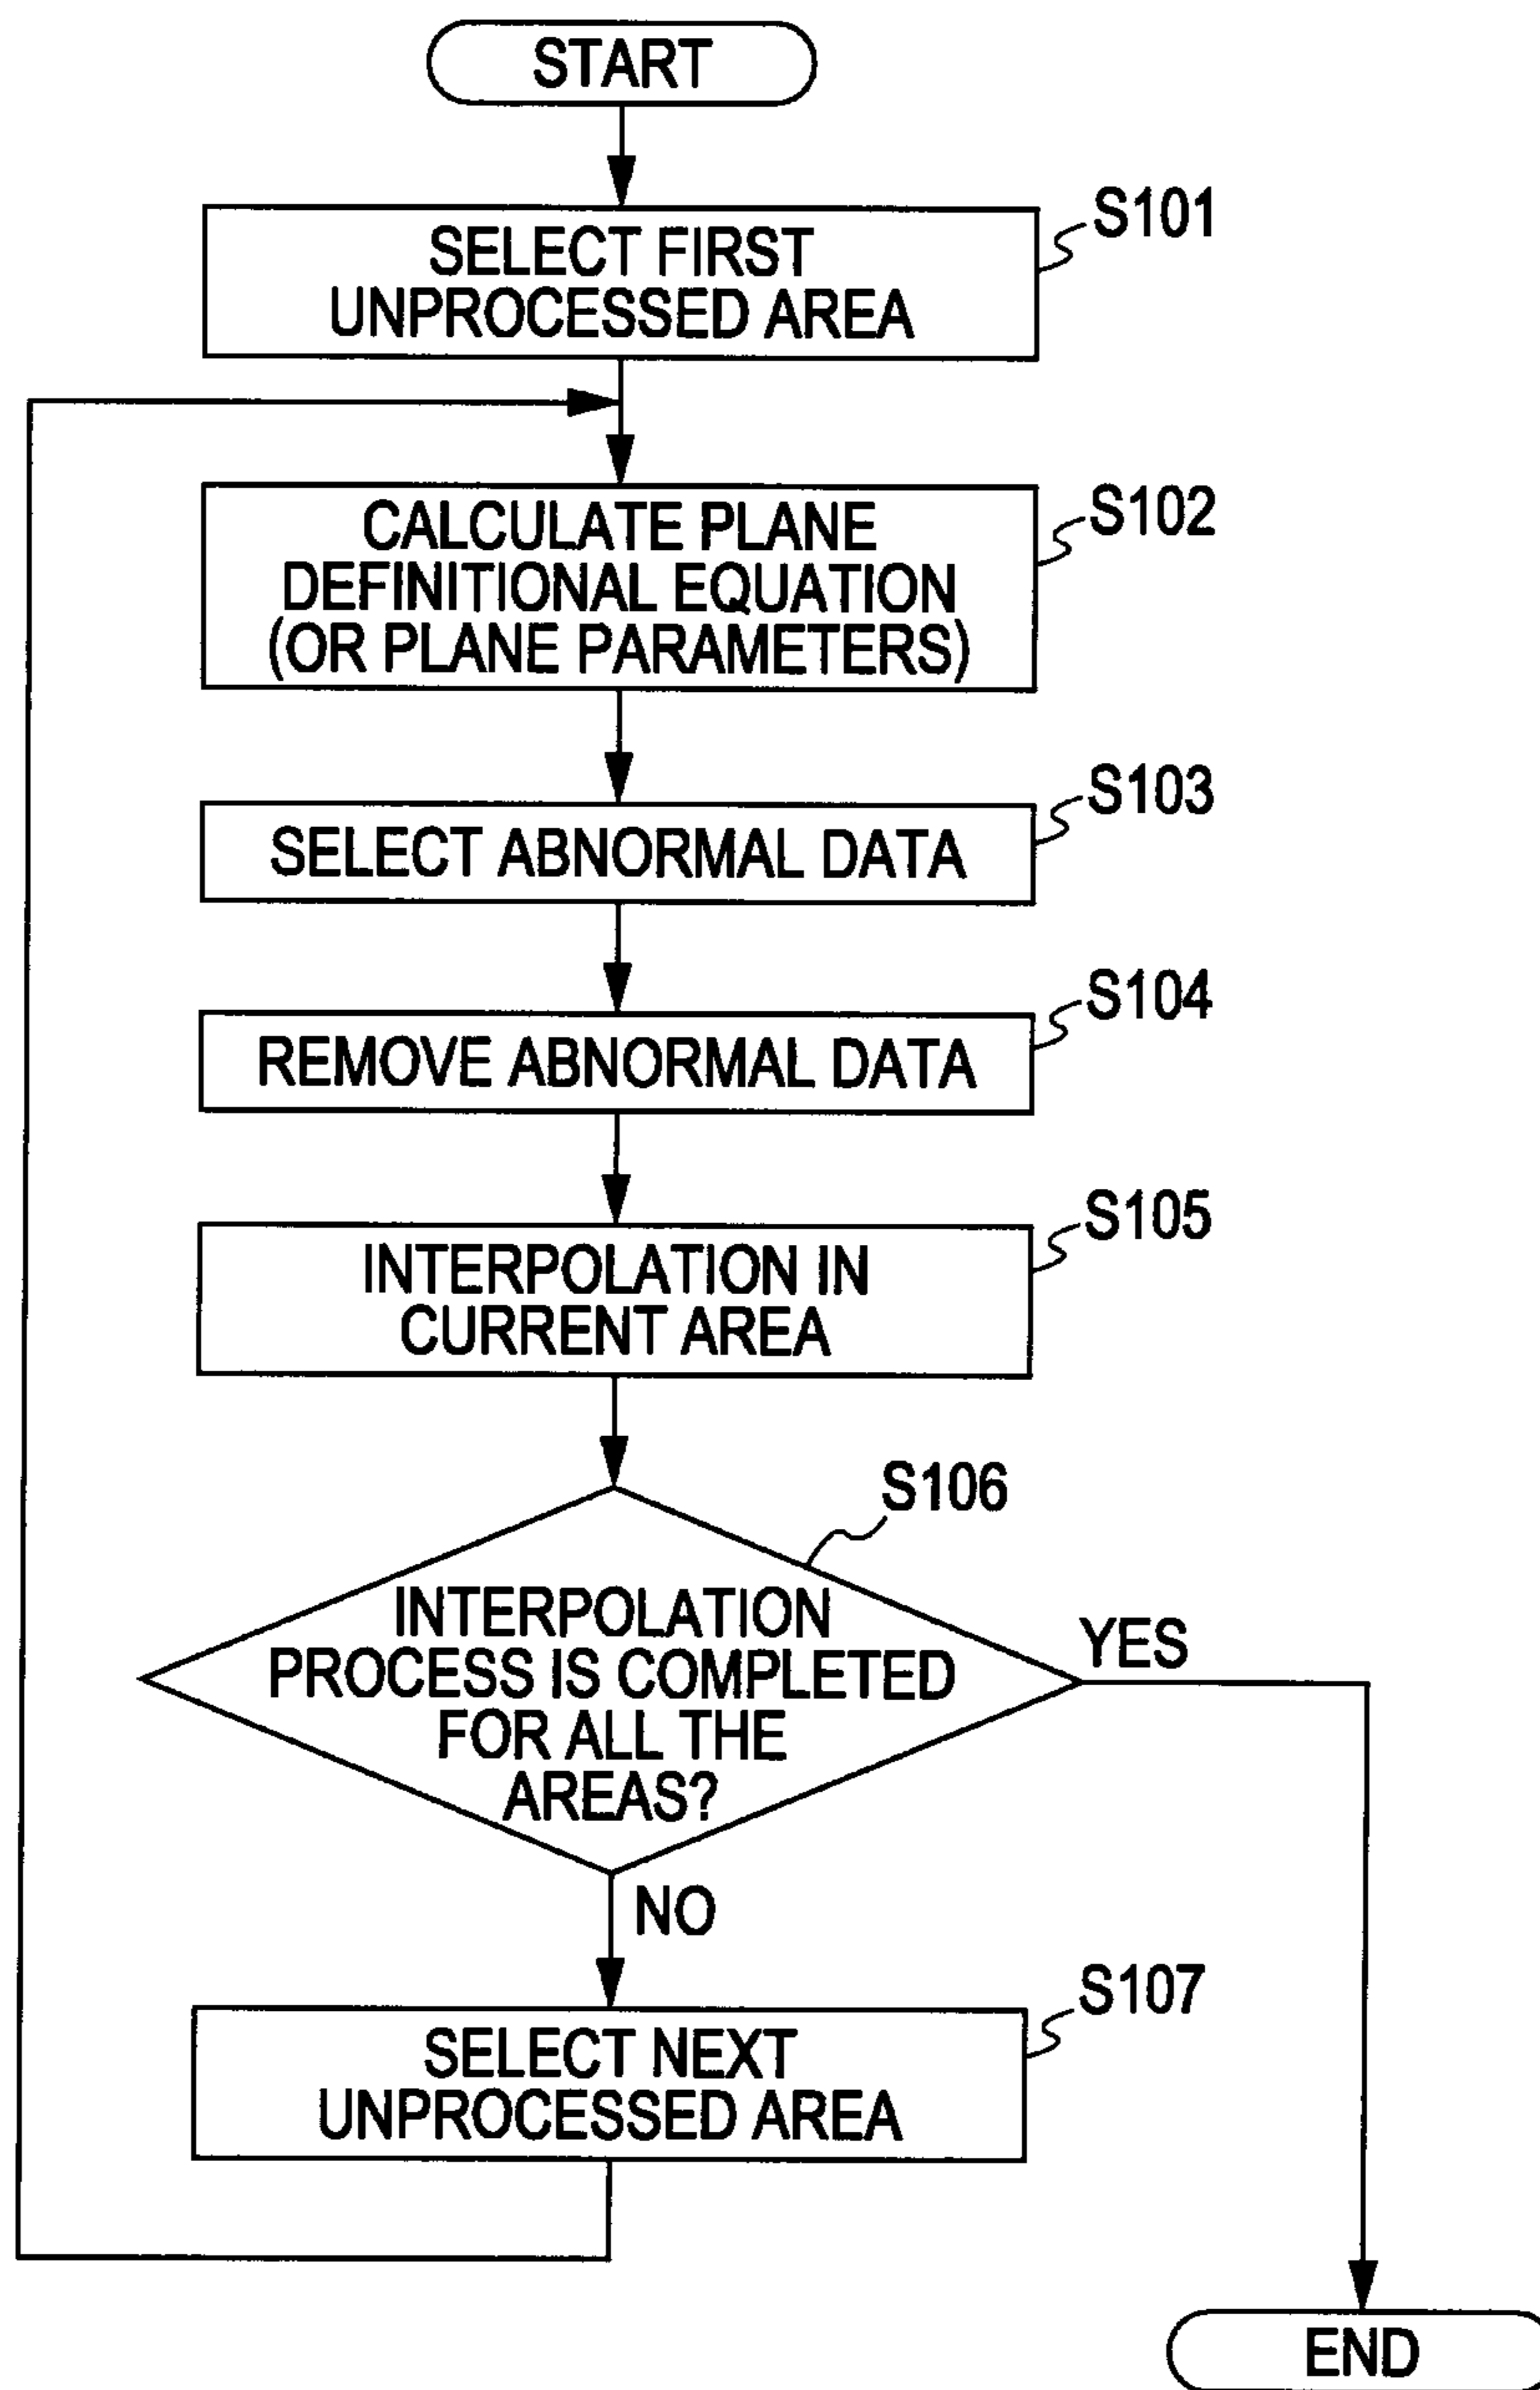 START
S101
SELECT FIRST
UNPROCESSED AREA
S102
CALCULATE PLANE
DEFINITIONAL EQUATION
(OR PLANE PARAMETERS)
S103
SELECT ABNORMAL DATA
S104
REMOVE ABNORMAL DATA
S105
INTERPOLATION IN
CURRENT AREA
S106
INTERPOLATION
PROCESS IS COMPLETED
FOR ALL THE
AREAS?
YES
NO
S107
SELECT NEXT
UNPROCESSED AREA
END